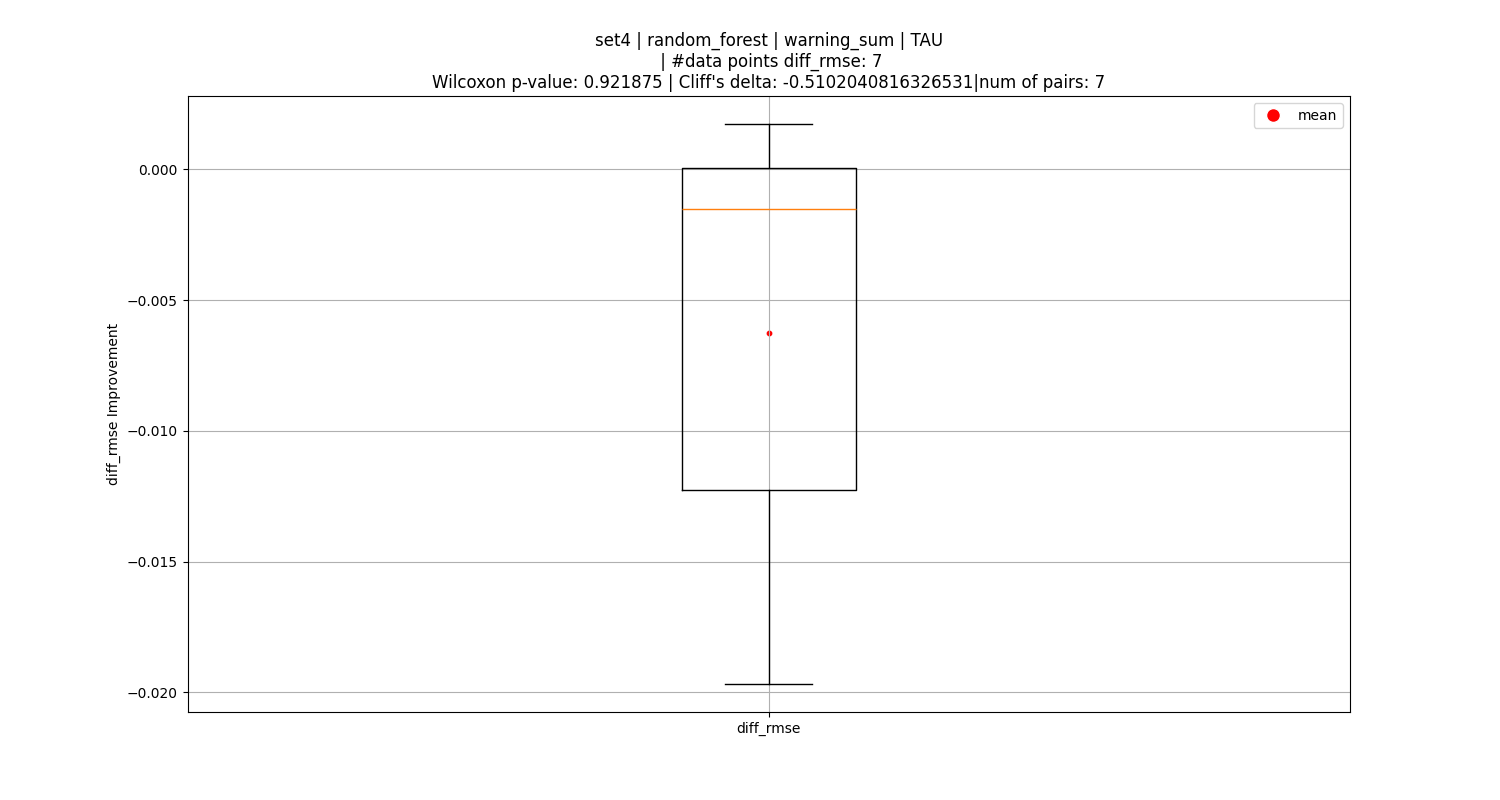 set4 | random_forest | warning_sum | TAU
| #data points diff_rmse: 7
Wilcoxon p-value: 0.921875 | Cliff's delta: -0.5102040816326531|num of pairs: 7
mean
0.000
−0.005
−0.010
−0.015
−0.020
diff_rmse Improvement
diff_rmse